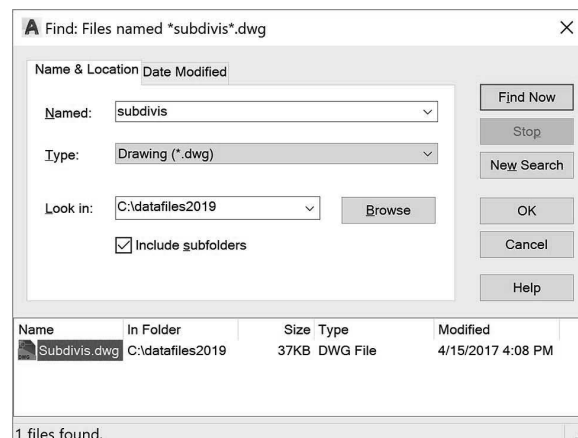 Find: Files named *subdivis*.dwg
Name & Location Date Modified
Named: subdivis
Type: Drawing (*.dwg)
Look in: C:\datafiles2019 Browse
Include subfolders
Find Now
Stop
New Search
OK
Cancel
Help
Name In Folder Size Type Modified
Subdivis.dwg C:\datafiles2019 37KB DWG File 4/15/2017 4:08 PM
1 files found.